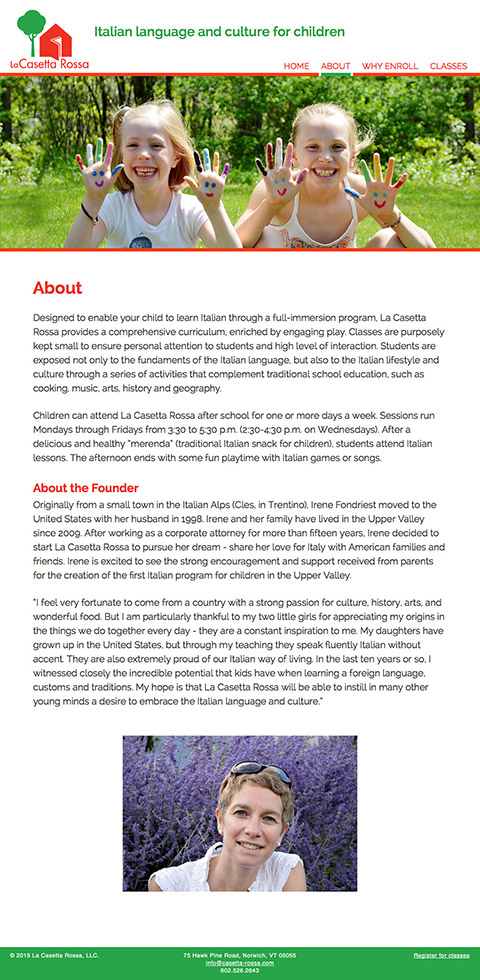 Italian language and culture for children
La Casetta Rossa
HOME ABOUT WHY ENROLL CLASSES
About
Designed to enable your child to learn Italian through a full-immersion program, La Casetta
Rossa provides a comprehensive curriculum, enriched by engaging play. Classes are purposely
kept small to ensure personal attention to students and high level of interaction. Students are
exposed not only to the fundaments of the Italian language, but also to the Italian lifestyle and
culture through a series of activities that complement traditional school education, such as
cooking, music, arts, history and geography.
Children can attend La Casetta Rossa after school for one or more days a week. Sessions run
Mondays through Fridays from 3:30 to 5:30 p.m. (2:30-4:30 p.m. on Wednesdays). After a
delicious and healthy "merenda" (traditional Italian snack for children), students attend Italian
lessons. The afternoon ends with some fun playtime with Italian games or songs.
About the Founder
Originally from a small town in the Italian Alps (Cles, in Trentino), Irene Fondriest moved to the
United States with her husband in 1998. Irene and her family have lived in the Upper Valley
since 2009. After working as a corporate attorney for more than fifteen years, Irene decided to
start La Casetta Rossa to pursue her dream - share her love for Italy with American families and
friends. Irene is excited to see the strong encouragement and support received from parents
for the creation of the first Italian program for children in the Upper Valley.
"I feel very fortunate to come from a country with a strong passion for culture, history, arts, and
wonderful food. But I am particularly thankful to my two little girls for appreciating my origins in
the things we do together every day - they are a constant inspiration to me. My daughters have
grown up in the United States, but through my teaching they speak fluently Italian without
accent. They are also extremely proud of our Italian way of living. In the last ten years or so, I
witnessed closely the incredible potential that kids have when learning a foreign language,
customs and traditions. My hope is that La Casetta Rossa will be able to instill in many other
young minds a desire to embrace the Italian language and culture."
© 2015 La Casetta Rossa, LLC.
75 Hawk Pine Road, Norwich, VT 05055
info@casetta-rossa.com
802.526.2643
Register for classes